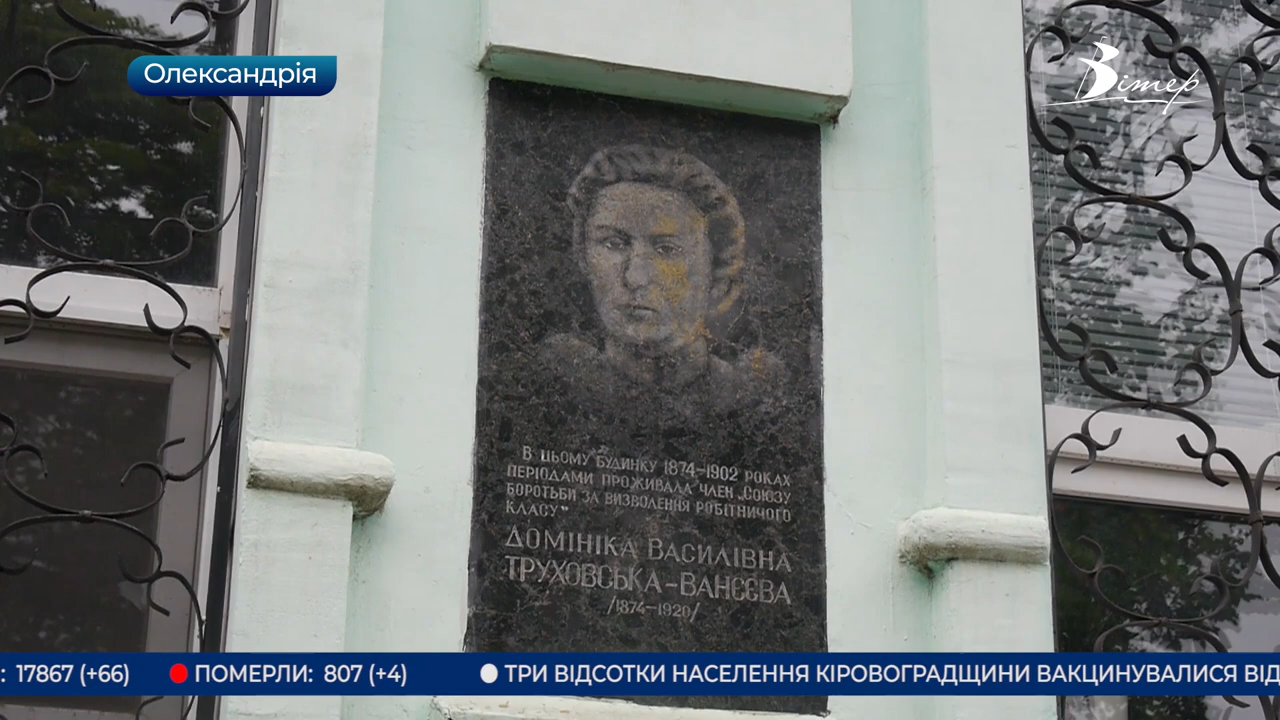 Олександрія
Вітер
В ЦЬОМУ БУДИНКУ 1874–1902 РОКАХ
ПЕРІОДАМИ ПРОЖИВАЛА ЧЛЕН „СОЮЗУ
БОРОТЬБИ ЗА ВИЗВОЛЕННЯ РОБІТНИЧОГО
КЛАСУ”
ДОМІНІКА ВАСИЛІВНА
ТРУХОВСЬКА-ВАНЄЄВА
/1874–1920/
: 17867 (+66) ПОМЕРЛИ: 807 (+4) ТРИ ВІДСОТКИ НАСЕЛЕННЯ КІРОВОГРАДЩИНИ ВАКЦИНУВАЛИСЯ ВІД